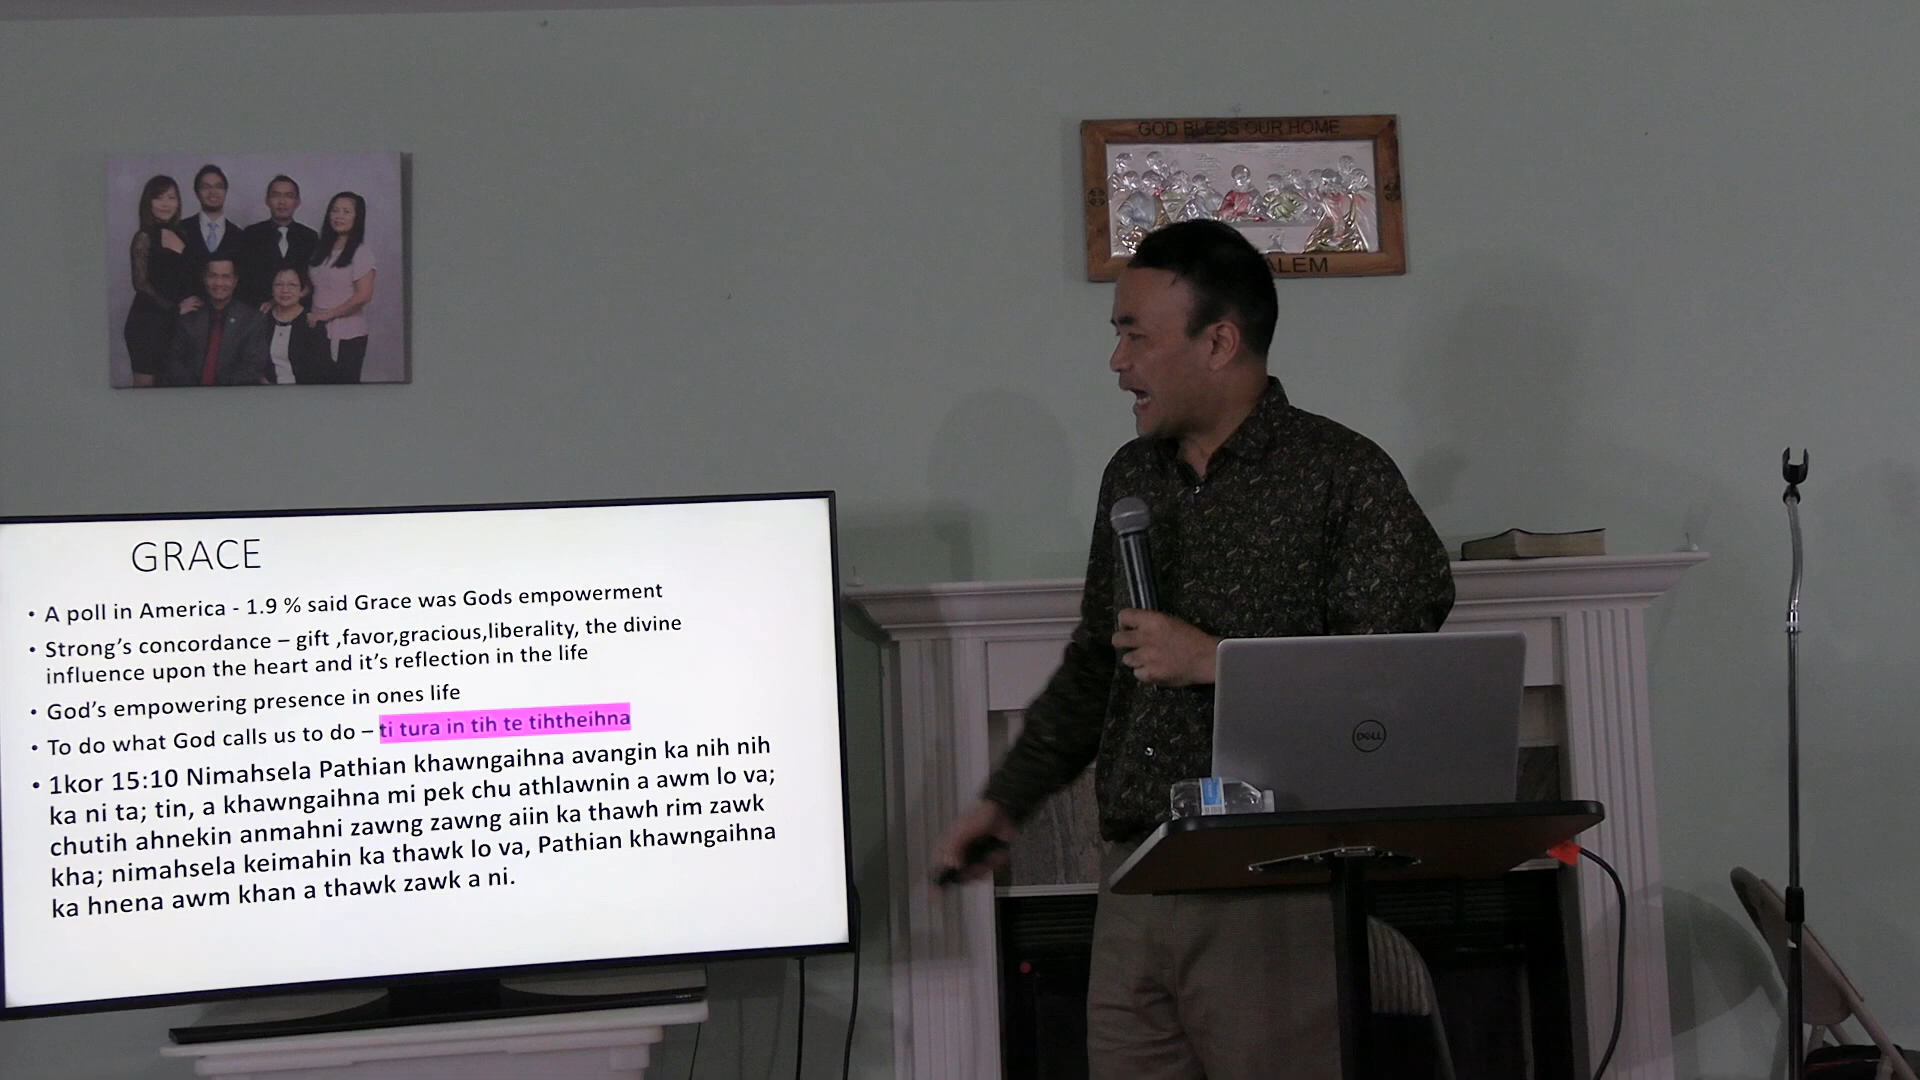 GOD BLESS OUR HOME
ALEM
GRACE
• A poll in America - 1.9 % said Grace was Gods empowerment
• Strong's concordance – gift ,favor,gracious,liberality, the divine
influence upon the heart and it's reflection in the life
• God's empowering presence in ones life
• To do what God calls us to do – ti tura in tih te tihtheihna
• 1kor 15:10 Nimahsela Pathian khawngaihna avangin ka nih nih
ka ni ta; tin, a khawngaihna mi pek chu athlawnin a awm lo va;
chutih ahnekin anmahni zawng zawng aiin ka thawh rim zawk
kha; nimahsela keimahin ka thawk lo va, Pathian khawngaihna
ka hnena awm khan a thawk zawk a ni.
DELL